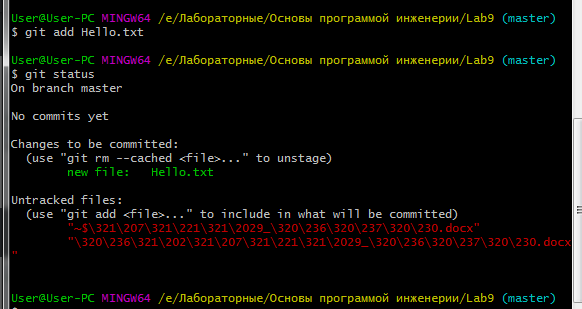 User@User-PC MINGW64 /e/Лабораторные/Основы программой инженерии/Lab9 (master)
$ git add Hello.txt
User@User-PC MINGW64 /e/Лабораторные/Основы программой инженерии/Lab9 (master)
$ git status
On branch master
No commits yet
Changes to be committed:
(use "git rm --cached <file>..." to unstage)
new file:   Hello.txt
Untracked files:
(use "git add <file>..." to include in what will be committed)
"~$\321\207\321\221\321\2029_\320\236\320\237\320\230.docx"
"\320\236\321\202\321\207\321\221\321\2029_\320\236\320\237\320\230.docx
"
User@User-PC MINGW64 /e/Лабораторные/Основы программой инженерии/Lab9 (master)